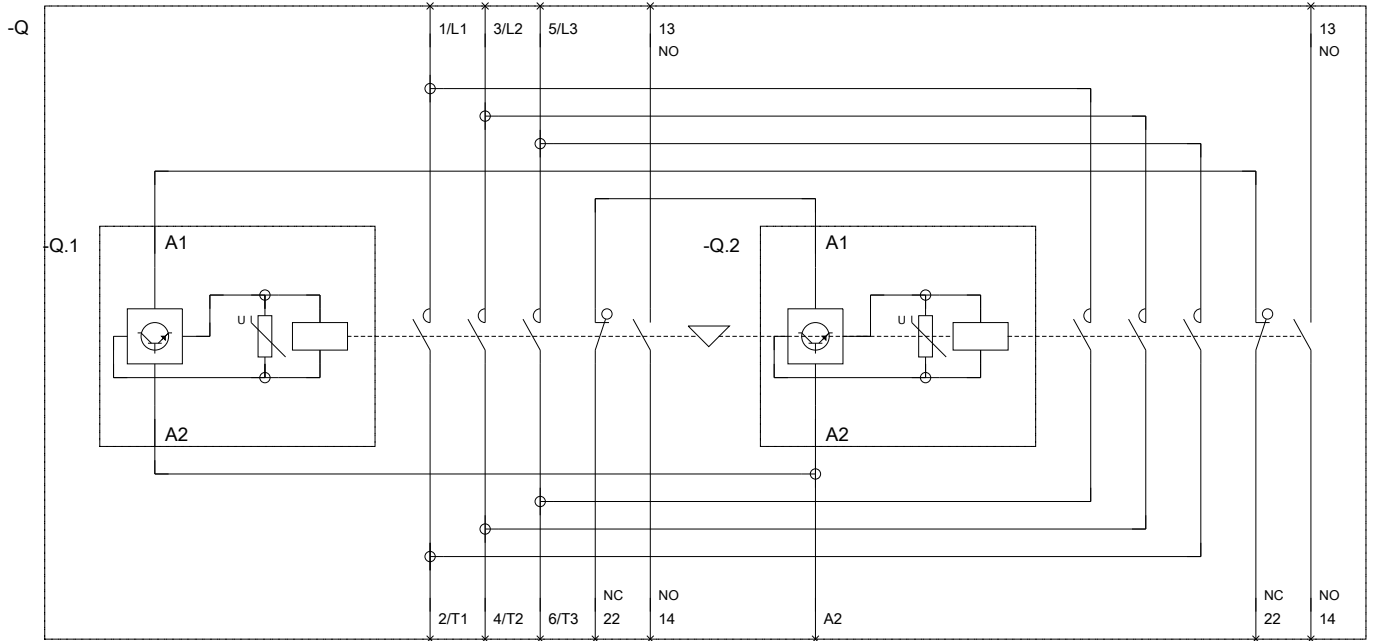 -Q
1/L1 3/L2 5/L3 13 13
NO NO
-Q.1 A1 -Q.2 A1
U U
A2 A2
NC NO NC NO
2/T1 4/T2 6/T3 22 14 A2 22 14